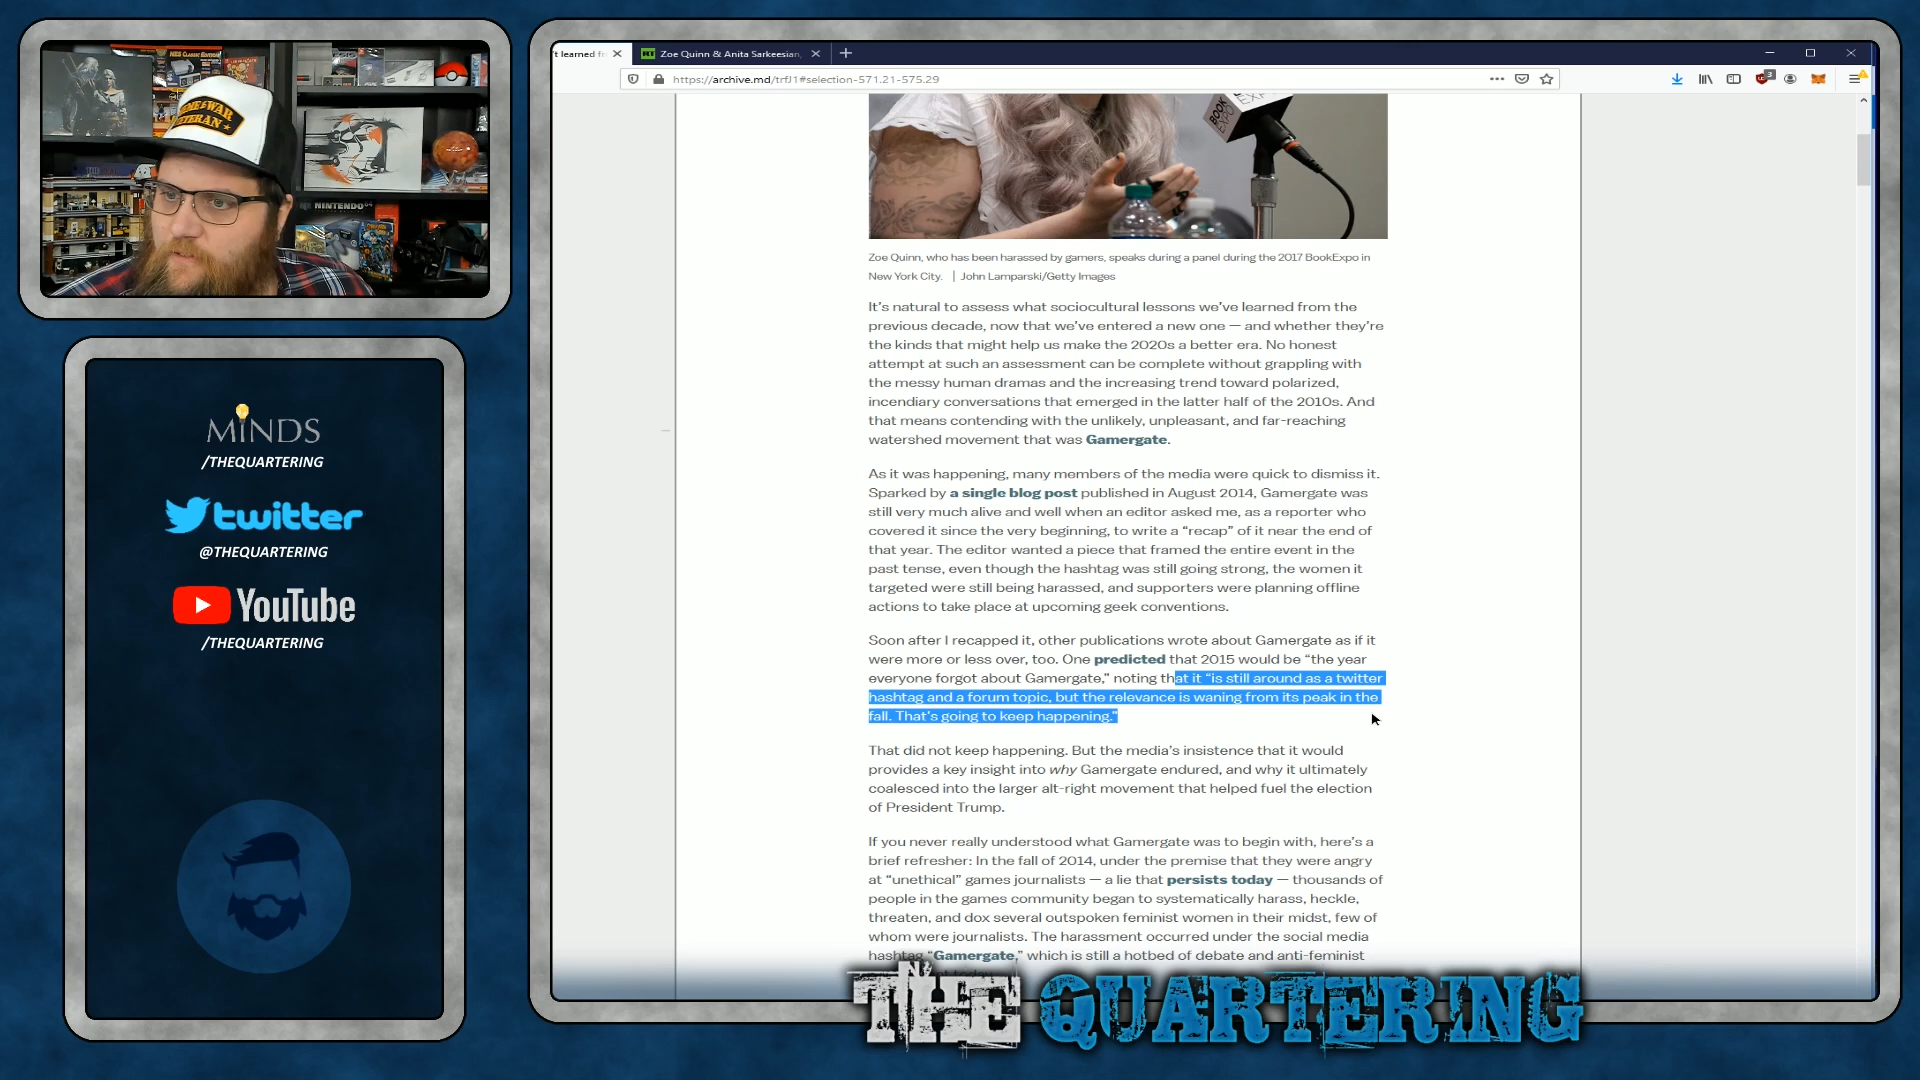 NES CLASSIC EDITION
VETERAN
NINTENDO 64
MINDS
/THEQUARTERING
twitter
@THEQUARTERING
YouTube
/THEQUARTERING
't learned fr
RT
Zoe Quinn & Anita Sarkeesian,
https://archive.md/trfJ1#selection-571.21-575.29
3
BOOK
EXPO
Zoe Quinn, who has been harassed by gamers, speaks during a panel during the 2017 BookExpo in
New York City. | John Lamparski/Getty Images
It's natural to assess what sociocultural lessons we've learned from the
previous decade, now that we've entered a new one — and whether they're
the kinds that might help us make the 2020s a better era. No honest
attempt at such an assessment can be complete without grappling with
the messy human dramas and the increasing trend toward polarized,
incendiary conversations that emerged in the latter half of the 2010s. And
that means contending with the unlikely, unpleasant, and far-reaching
watershed movement that was Gamergate.
As it was happening, many members of the media were quick to dismiss it.
Sparked by a single blog post published in August 2014, Gamergate was
still very much alive and well when an editor asked me, as a reporter who
covered it since the very beginning, to write a “recap” of it near the end of
that year. The editor wanted a piece that framed the entire event in the
past tense, even though the hashtag was still going strong, the women it
targeted were still being harassed, and supporters were planning offline
actions to take place at upcoming geek conventions.
Soon after I recapped it, other publications wrote about Gamergate as if it
were more or less over, too. One predicted that 2015 would be “the year
everyone forgot about Gamergate,” noting that it “is still around as a twitter
hashtag and a forum topic, but the relevance is waning from its peak in the
fall. That's going to keep happening.”
That did not keep happening. But the media's insistence that it would
provides a key insight into why Gamergate endured, and why it ultimately
coalesced into the larger alt-right movement that helped fuel the election
of President Trump.
If you never really understood what Gamergate was to begin with, here's a
brief refresher: In the fall of 2014, under the premise that they were angry
at “unethical” games journalists — a lie that persists today — thousands of
people in the games community began to systematically harass, heckle,
threaten, and dox several outspoken feminist women in their midst, few of
whom were journalists. The harassment occurred under the social media
hashtag “Gamergate,” which is still a hotbed of debate and anti-feminist
THE QUARTERING